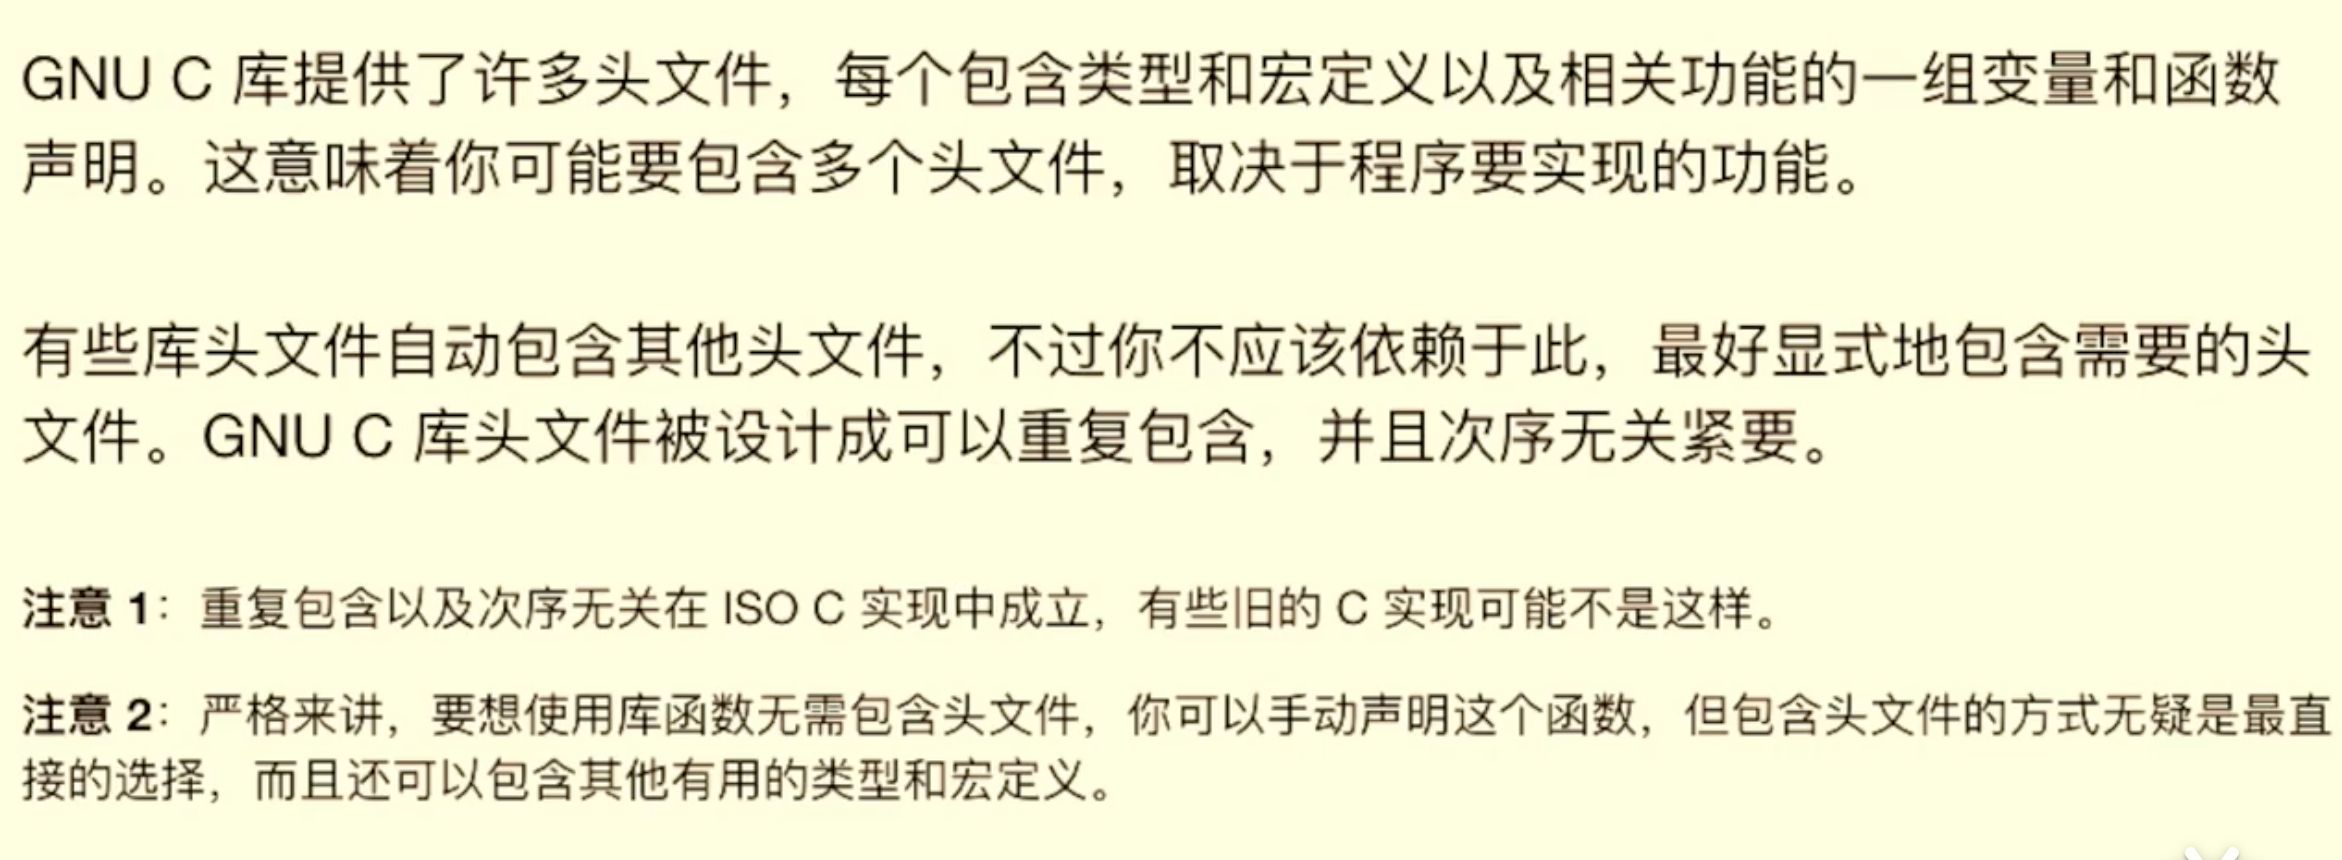 GNU C 库提供了许多头文件，每个包含类型和宏定义以及相关功能的一组变量和函数
声明。这意味着你可能要包含多个头文件，取决于程序要实现的功能。
有些库头文件自动包含其他头文件，不过你不应该依赖于此，最好显式地包含需要的头
文件。GNU C 库头文件被设计成可以重复包含，并且次序无关紧要。
注意 1：重复包含以及次序无关在 ISO C 实现中成立，有些旧的 C 实现可能不是这样。
注意 2：严格来讲，要想使用库函数无需包含头文件，你可以手动声明这个函数，但包含头文件的方式无疑是最直
接的选择，而且还可以包含其他有用的类型和宏定义。